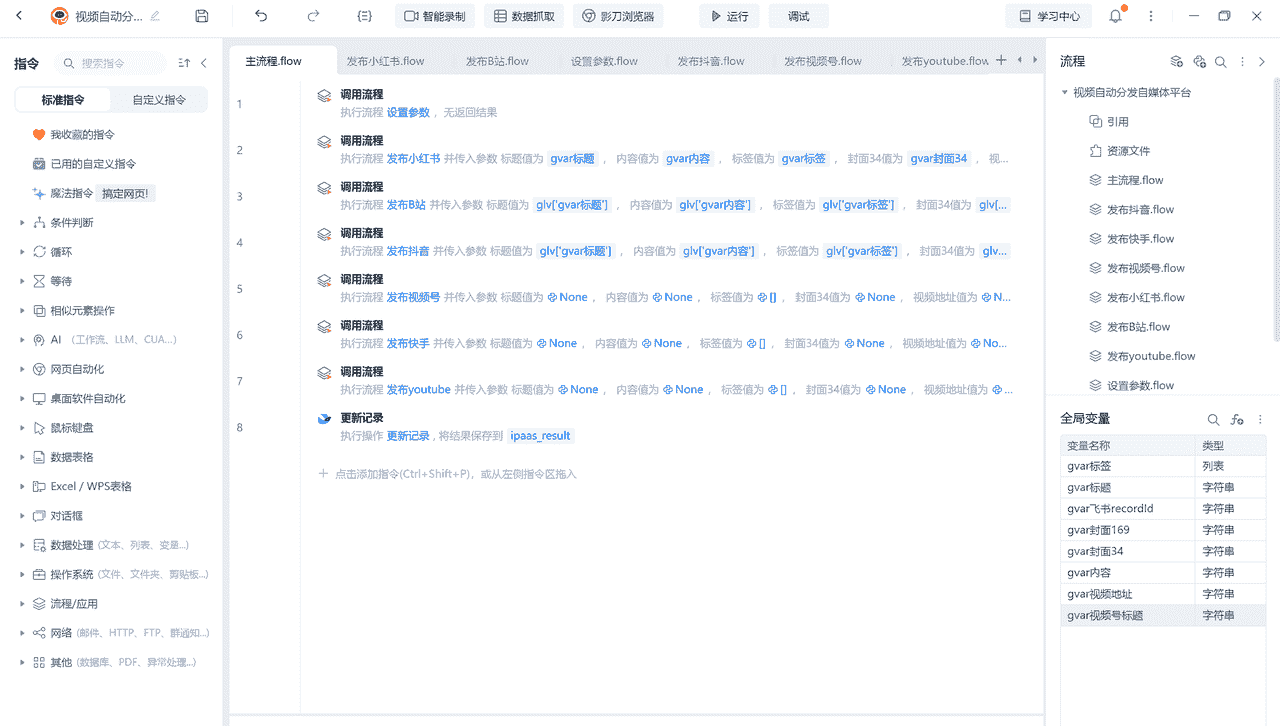 视频自动分...
智能录制
数据抓取
影刀浏览器
运行
调试
学习中心
指令
搜索指令
标准指令
自定义指令
我收藏的指令
已用的自定义指令
魔法指令 搞定网页!
条件判断
循环
等待
相似元素操作
AI （工作流、LLM、CUA...）
网页自动化
桌面软件自动化
鼠标键盘
数据表格
Excel / WPS表格
对话框
数据处理 (文本、列表、变量...)
操作系统 (文件、文件夹、剪贴板...)
流程/应用
网络 (邮件、HTTP、FTP、群通知...)
其他 (数据库、PDF、异常处理...)
主流程.flow
发布小红书.flow
发布B站.flow
设置参数.flow
发布抖音.flow
发布视频号.flow
发布youtube.flow
1
调用流程
执行流程 设置参数 ，无返回结果
2
调用流程
执行流程 发布小红书 并传入参数 标题值为 gvar标题 ， 内容值为 gvar内容 ， 标签值为 gvar标签 ， 封面34值为 gvar封面34 ， 视...
3
调用流程
执行流程 发布B站 并传入参数 标题值为 glv['gvar标题'] ， 内容值为 glv['gvar内容'] ， 标签值为 glv['gvar标签'] ， 封面34值为 glv[...
4
调用流程
执行流程 发布抖音 并传入参数 标题值为 glv['gvar标题'] ， 内容值为 glv['gvar内容'] ， 标签值为 glv['gvar标签'] ， 封面34值为 glv...
5
调用流程
执行流程 发布视频号 并传入参数 标题值为 None ， 内容值为 None ， 标签值为 [] ， 封面34值为 None ， 视频地址值为 N...
6
调用流程
执行流程 发布快手 并传入参数 标题值为 None ， 内容值为 None ， 标签值为 [] ， 封面34值为 None ， 视频地址值为 No...
7
调用流程
执行流程 发布youtube 并传入参数 标题值为 None ， 内容值为 None ， 标签值为 [] ， 封面34值为 None ， 视频地址值为 ...
8
更新记录
执行操作 更新记录 , 将结果保存到 ipaas_result
点击添加指令(Ctrl+Shift+P)，或从左侧指令区拖入
流程
视频自动分发自媒体平台
引用
资源文件
主流程.flow
发布抖音.flow
发布快手.flow
发布视频号.flow
发布小红书.flow
发布B站.flow
发布youtube.flow
设置参数.flow
全局变量
变量名称 类型
gvar标签 列表
gvar标题 字符串
gvar飞书recordId 字符串
gvar封面169 字符串
gvar封面34 字符串
gvar内容 字符串
gvar视频地址 字符串
gvar视频号标题 字符串